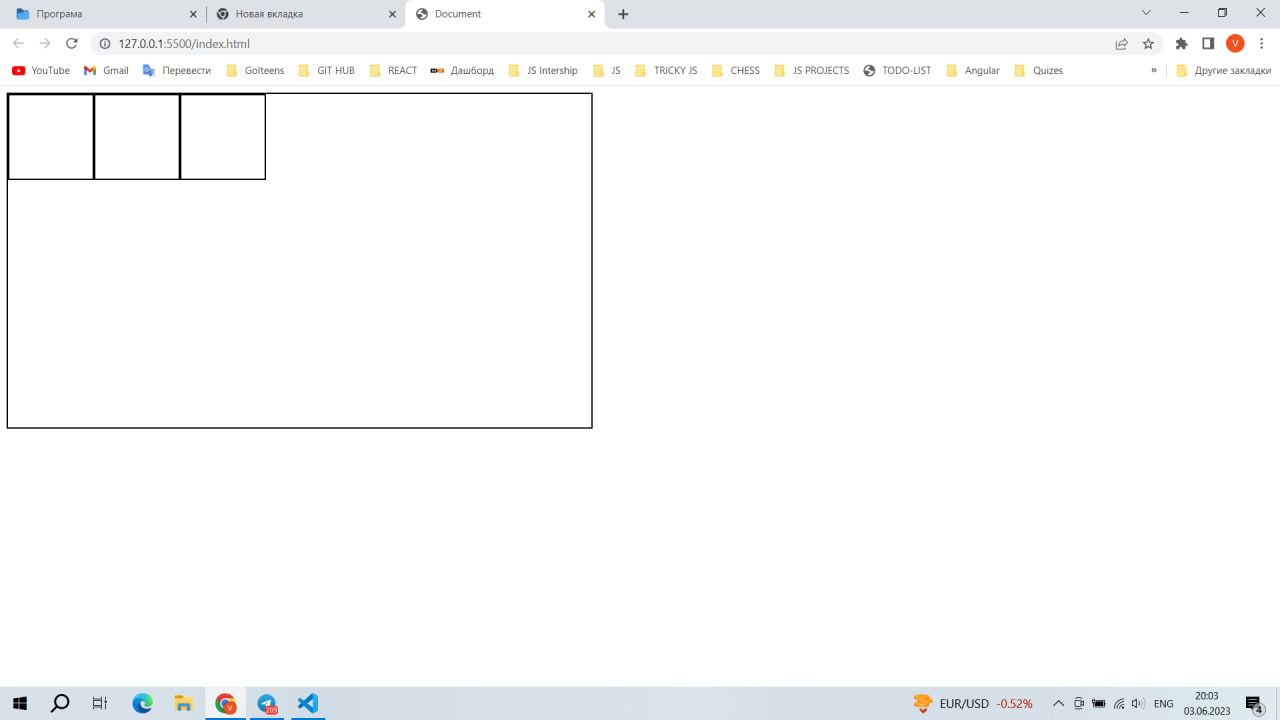 Програма
Новая вкладка
Document
127.0.0.1:5500/index.html
V
YouTube
Gmail
Перевести
Golteens
GIT HUB
REACT
Дашборд
JS Intership
JS
TRICKY JS
CHESS
JS PROJECTS
TODO-LIST
Angular
Quizes
»
Другие закладки
V
205
EUR/USD -0.52%
ENG
20:03
03.06.2023
4